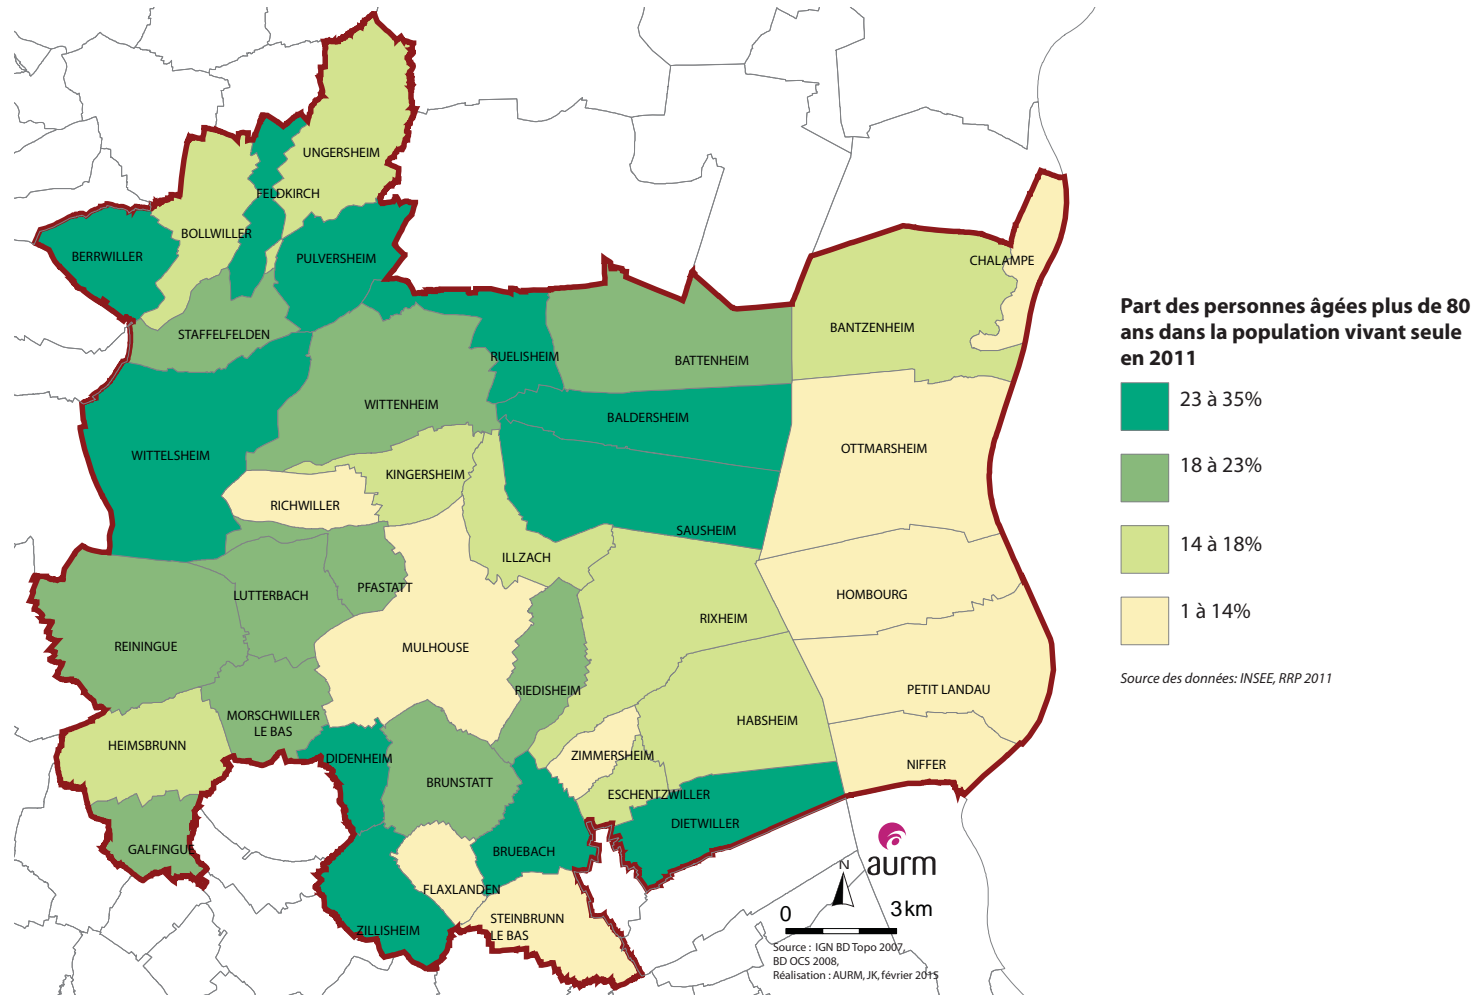 UNGERSHEIM
FELDKIRCH
BOLLWILLER
BERRWILLER
PULVERSHEIM
CHALAMPE
STAFFELFELDEN
BANTZENHEIM
RUELISHEIM
BATTENHEIM
WITTENHEIM
BALDERSHEIM
WITTELSHEIM
OTTMARSHEIM
KINGERSHEIM
RICHWILLER
SAUSHEIM
ILLZACH
PFASTATT
LUTTERBACH
HOMBOURG
RIXHEIM
REININGUE
MULHOUSE
RIEDISHEIM
PETIT LANDAU
MORSCHWILLER
LE BAS
HABSHEIM
HEIMSBRUNN
DIDENHEIM
ZIMMERSHEIM
NIFFER
BRUNSTATT
ESCHENTZWILLER
DIETWILLER
GALFINGUE
BRUEBACH
FLAXLANDEN
STEINBRUNN
LE BAS
ZILLISHEIM
Part des personnes âgées plus de 80
ans dans la population vivant seule
en 2011
23 à 35%
18 à 23%
14 à 18%
1 à 14%
Source des données: INSEE, RRP 2011
aurm
N
0 3 km
Source : IGN BD Topo 2007,
BD OCS 2008,
Réalisation : AURM, JK, février 2015